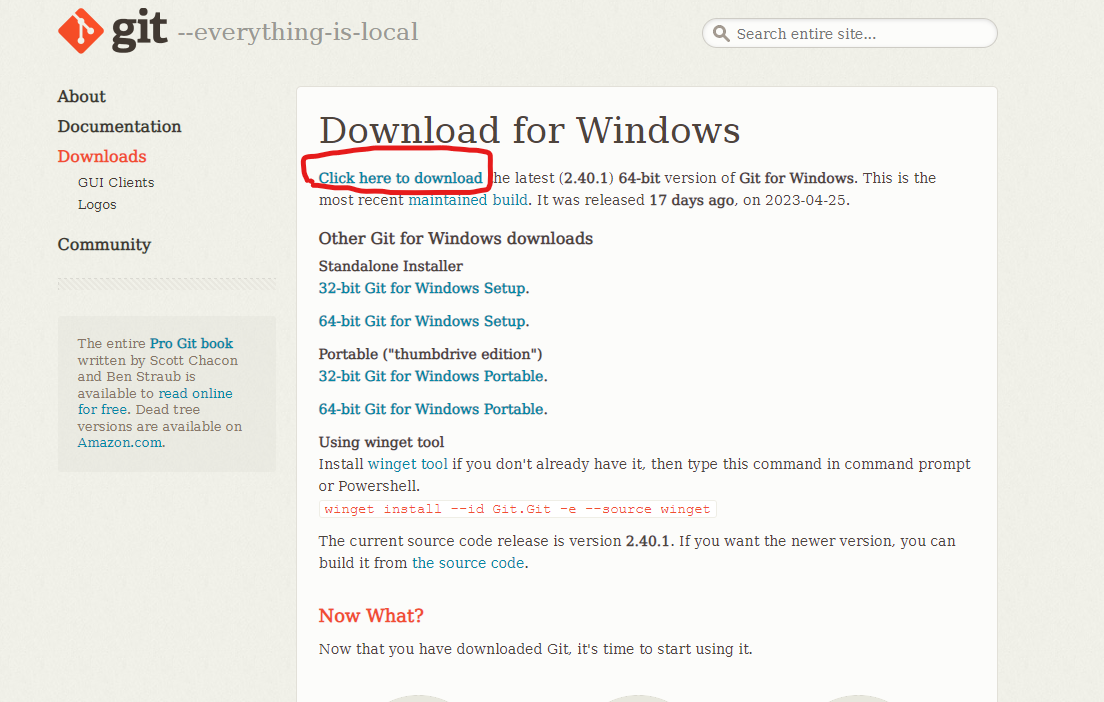 git --everything-is-local
Search entire site...
About
Documentation
Downloads
GUI Clients
Logos
Community
The entire Pro Git book
written by Scott Chacon
and Ben Straub is
available to read online
for free. Dead tree
versions are available on
Amazon.com.
Download for Windows
Click here to download the latest (2.40.1) 64-bit version of Git for Windows. This is the
most recent maintained build. It was released 17 days ago, on 2023-04-25.
Other Git for Windows downloads
Standalone Installer
32-bit Git for Windows Setup.
64-bit Git for Windows Setup.
Portable ("thumbdrive edition")
32-bit Git for Windows Portable.
64-bit Git for Windows Portable.
Using winget tool
Install winget tool if you don't already have it, then type this command in command prompt
or Powershell.
winget install --id Git.Git -e --source winget
The current source code release is version 2.40.1. If you want the newer version, you can
build it from the source code.
Now What?
Now that you have downloaded Git, it's time to start using it.